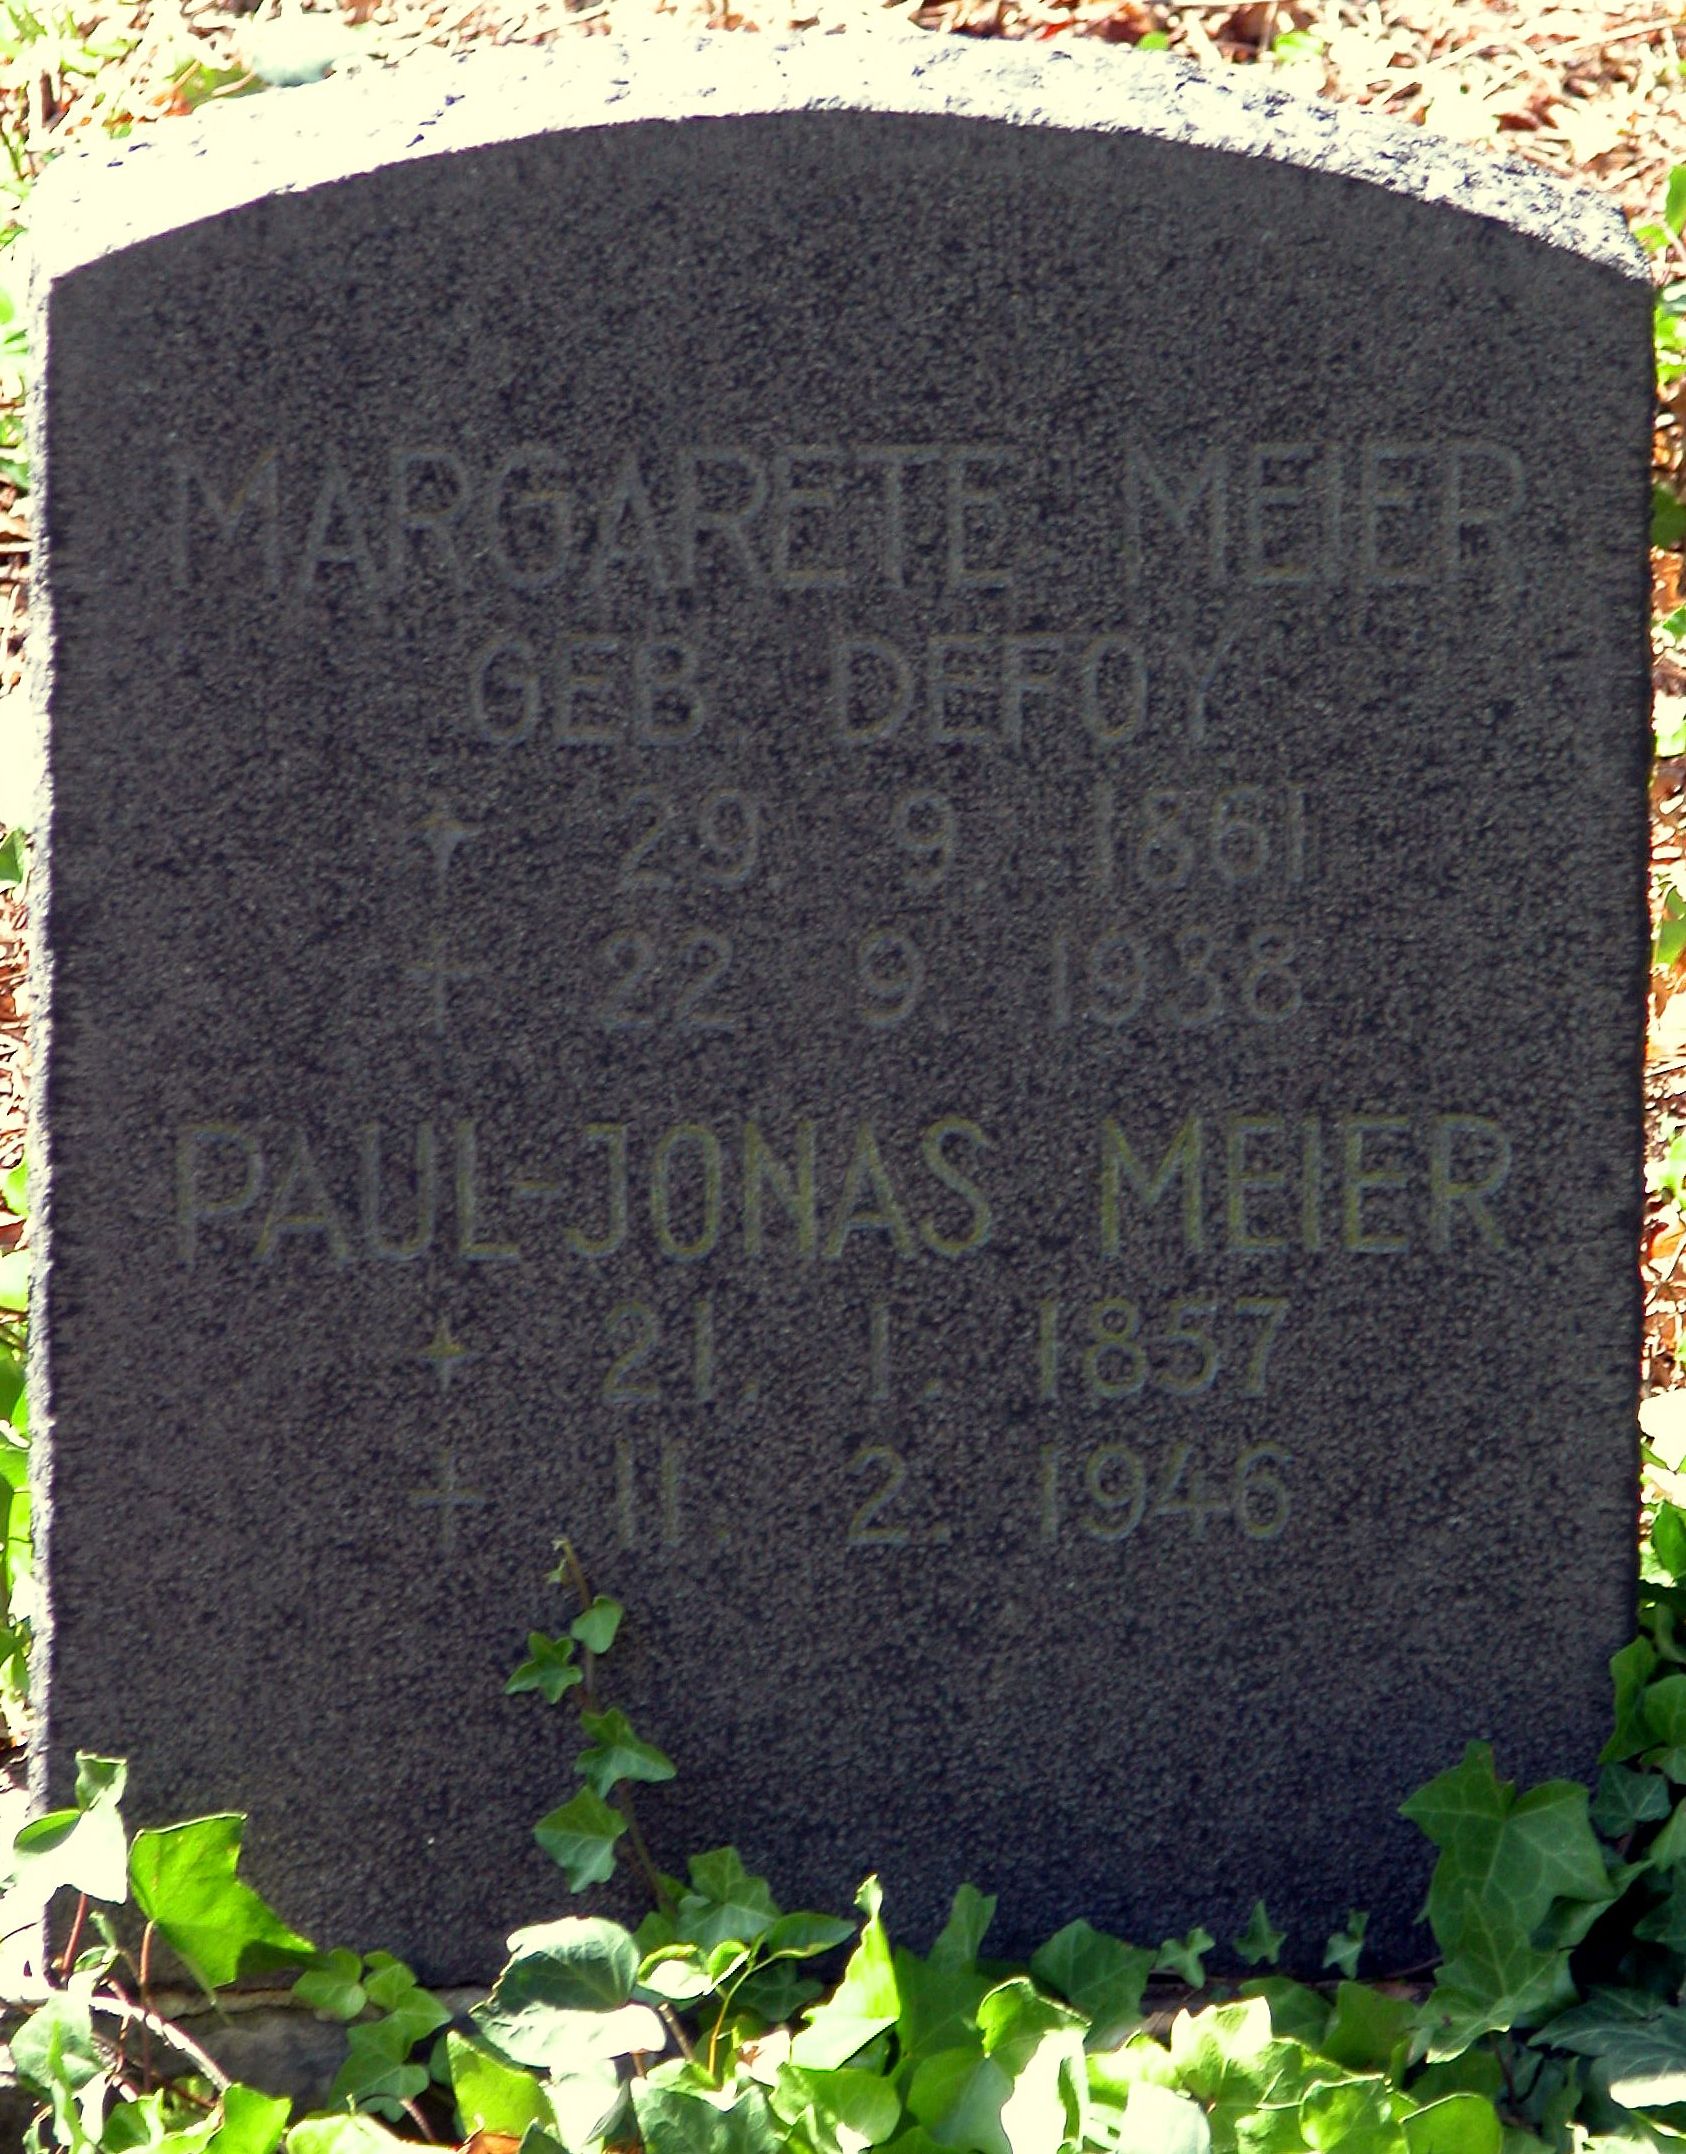 MARGARETE MEIER
GEB. DEFOY
* 29. 9. 1861
† 22. 9. 1938
PAUL-JONAS MEIER
* 21. 1. 1857
† 11. 2. 1946